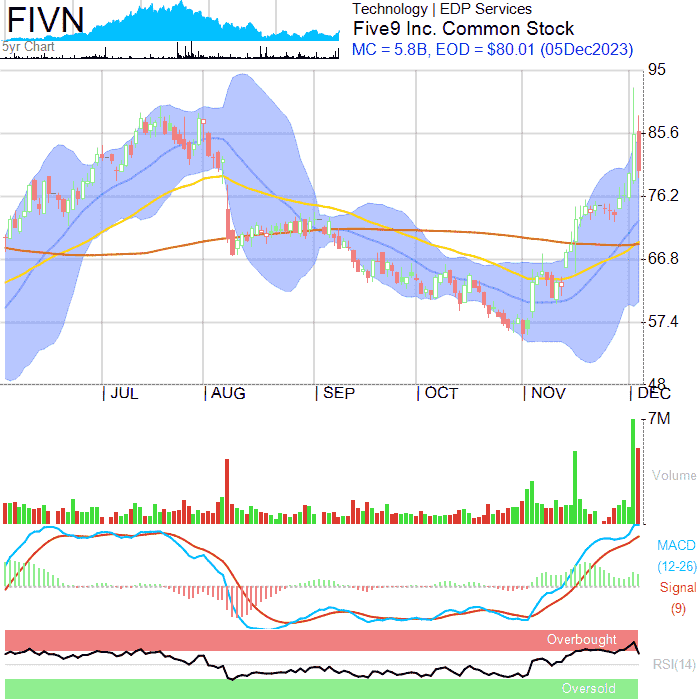 FIVN
5yr Chart
Technology | EDP Services
Five9 Inc. Common Stock
MC = 5.8B, EOD = $80.01 (05Dec2023)
95
85.6
76.2
66.8
57.4
48
JUL AUG SEP OCT NOV DEC
7M
Volume
MACD
(12-26)
Signal
(9)
Overbought
RSI(14)
Oversold